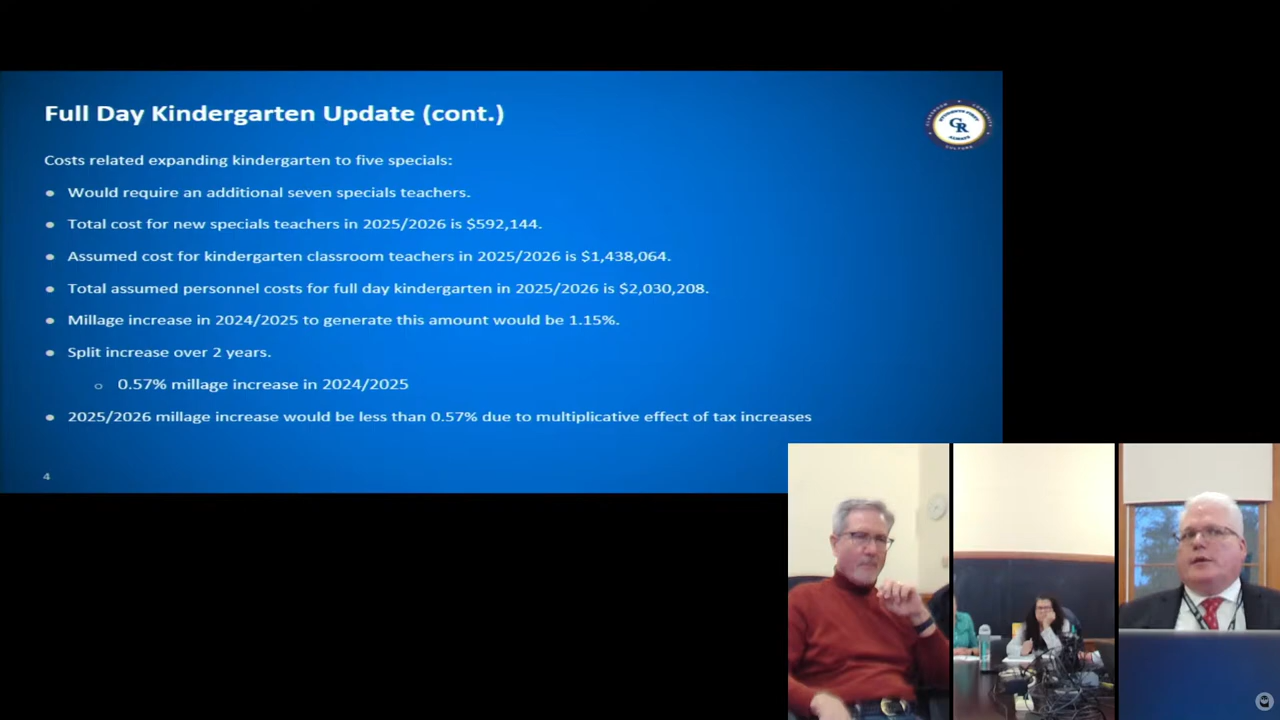 Full Day Kindergarten Update (cont.)
Costs related expanding kindergarten to five specials:
Would require an additional seven specials teachers.
Total cost for new specials teachers in 2025/2026 is $592,144.
Assumed cost for kindergarten classroom teachers in 2025/2026 is $1,438,064.
Total assumed personnel costs for full day kindergarten in 2025/2026 is $2,030,208.
Millage increase in 2024/2025 to generate this amount would be 1.15%.
Split increase over 2 years.
0.57% millage increase in 2024/2025
2025/2026 millage increase would be less than 0.57% due to multiplicative effect of tax increases
4
STUDENTS FIRST
GR
ALWAYS
CULTURE